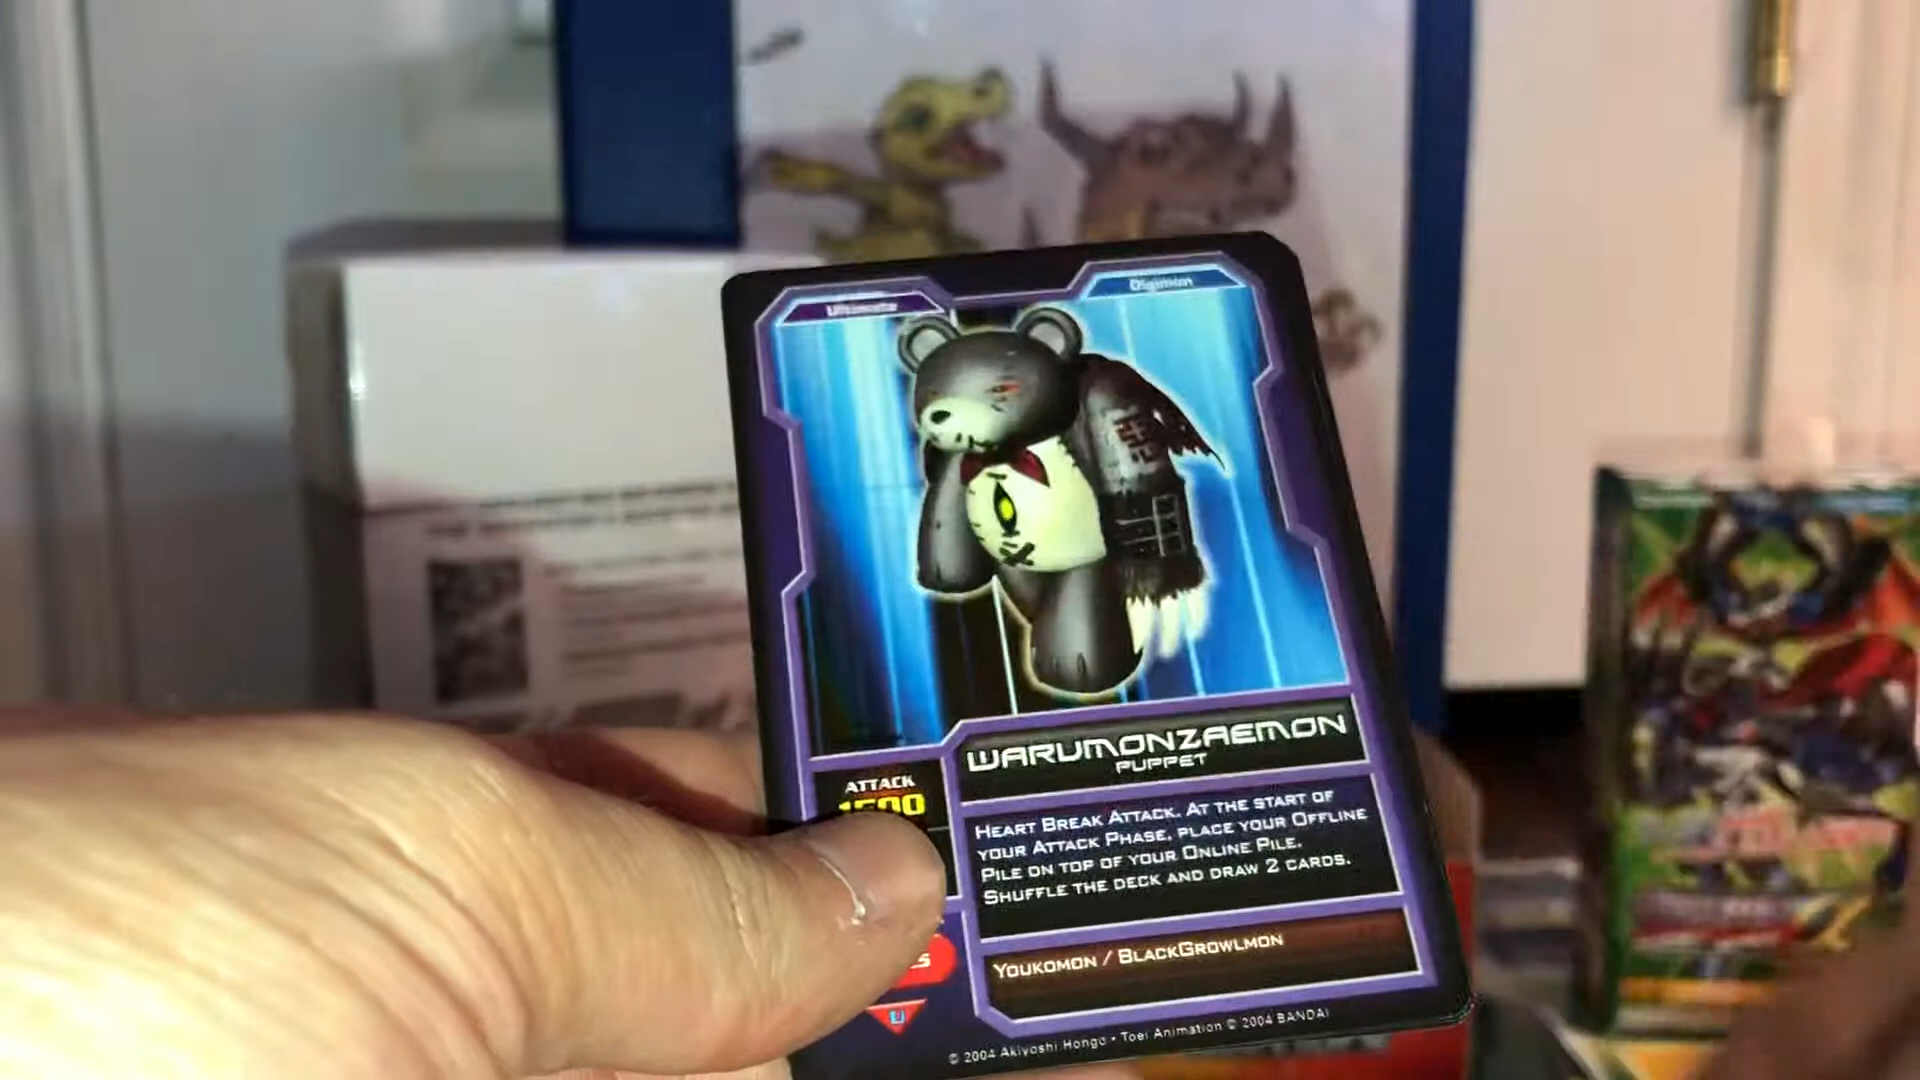 Ultimate
Digimon
WARUMONZAEMON
PUPPET
ATTACK
1500
HEART BREAK ATTACK. AT THE START OF
YOUR ATTACK PHASE, PLACE YOUR OFFLINE
PILE ON TOP OF YOUR ONLINE PILE.
SHUFFLE THE DECK AND DRAW 2 CARDS.
YOUKOMON / BLACKGROWLMON
U
© 2004 Akiyoshi Hongo • Toei Animation © 2004 BANDAI